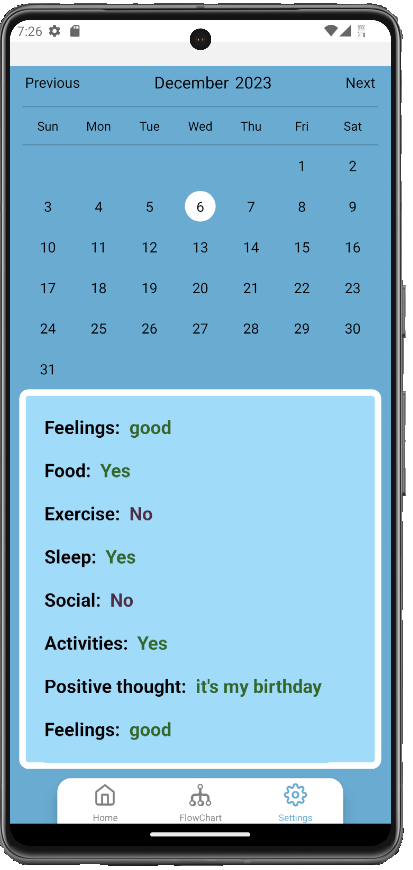 7:26
Previous December 2023 Next
Sun Mon Tue Wed Thu Fri Sat
1 2
3 4 5 6 7 8 9
10 11 12 13 14 15 16
17 18 19 20 21 22 23
24 25 26 27 28 29 30
31
Feelings: good
Food: Yes
Exercise: No
Sleep: Yes
Social: No
Activities: Yes
Positive thought: it's my birthday
Feelings: good
Home FlowChart Settings